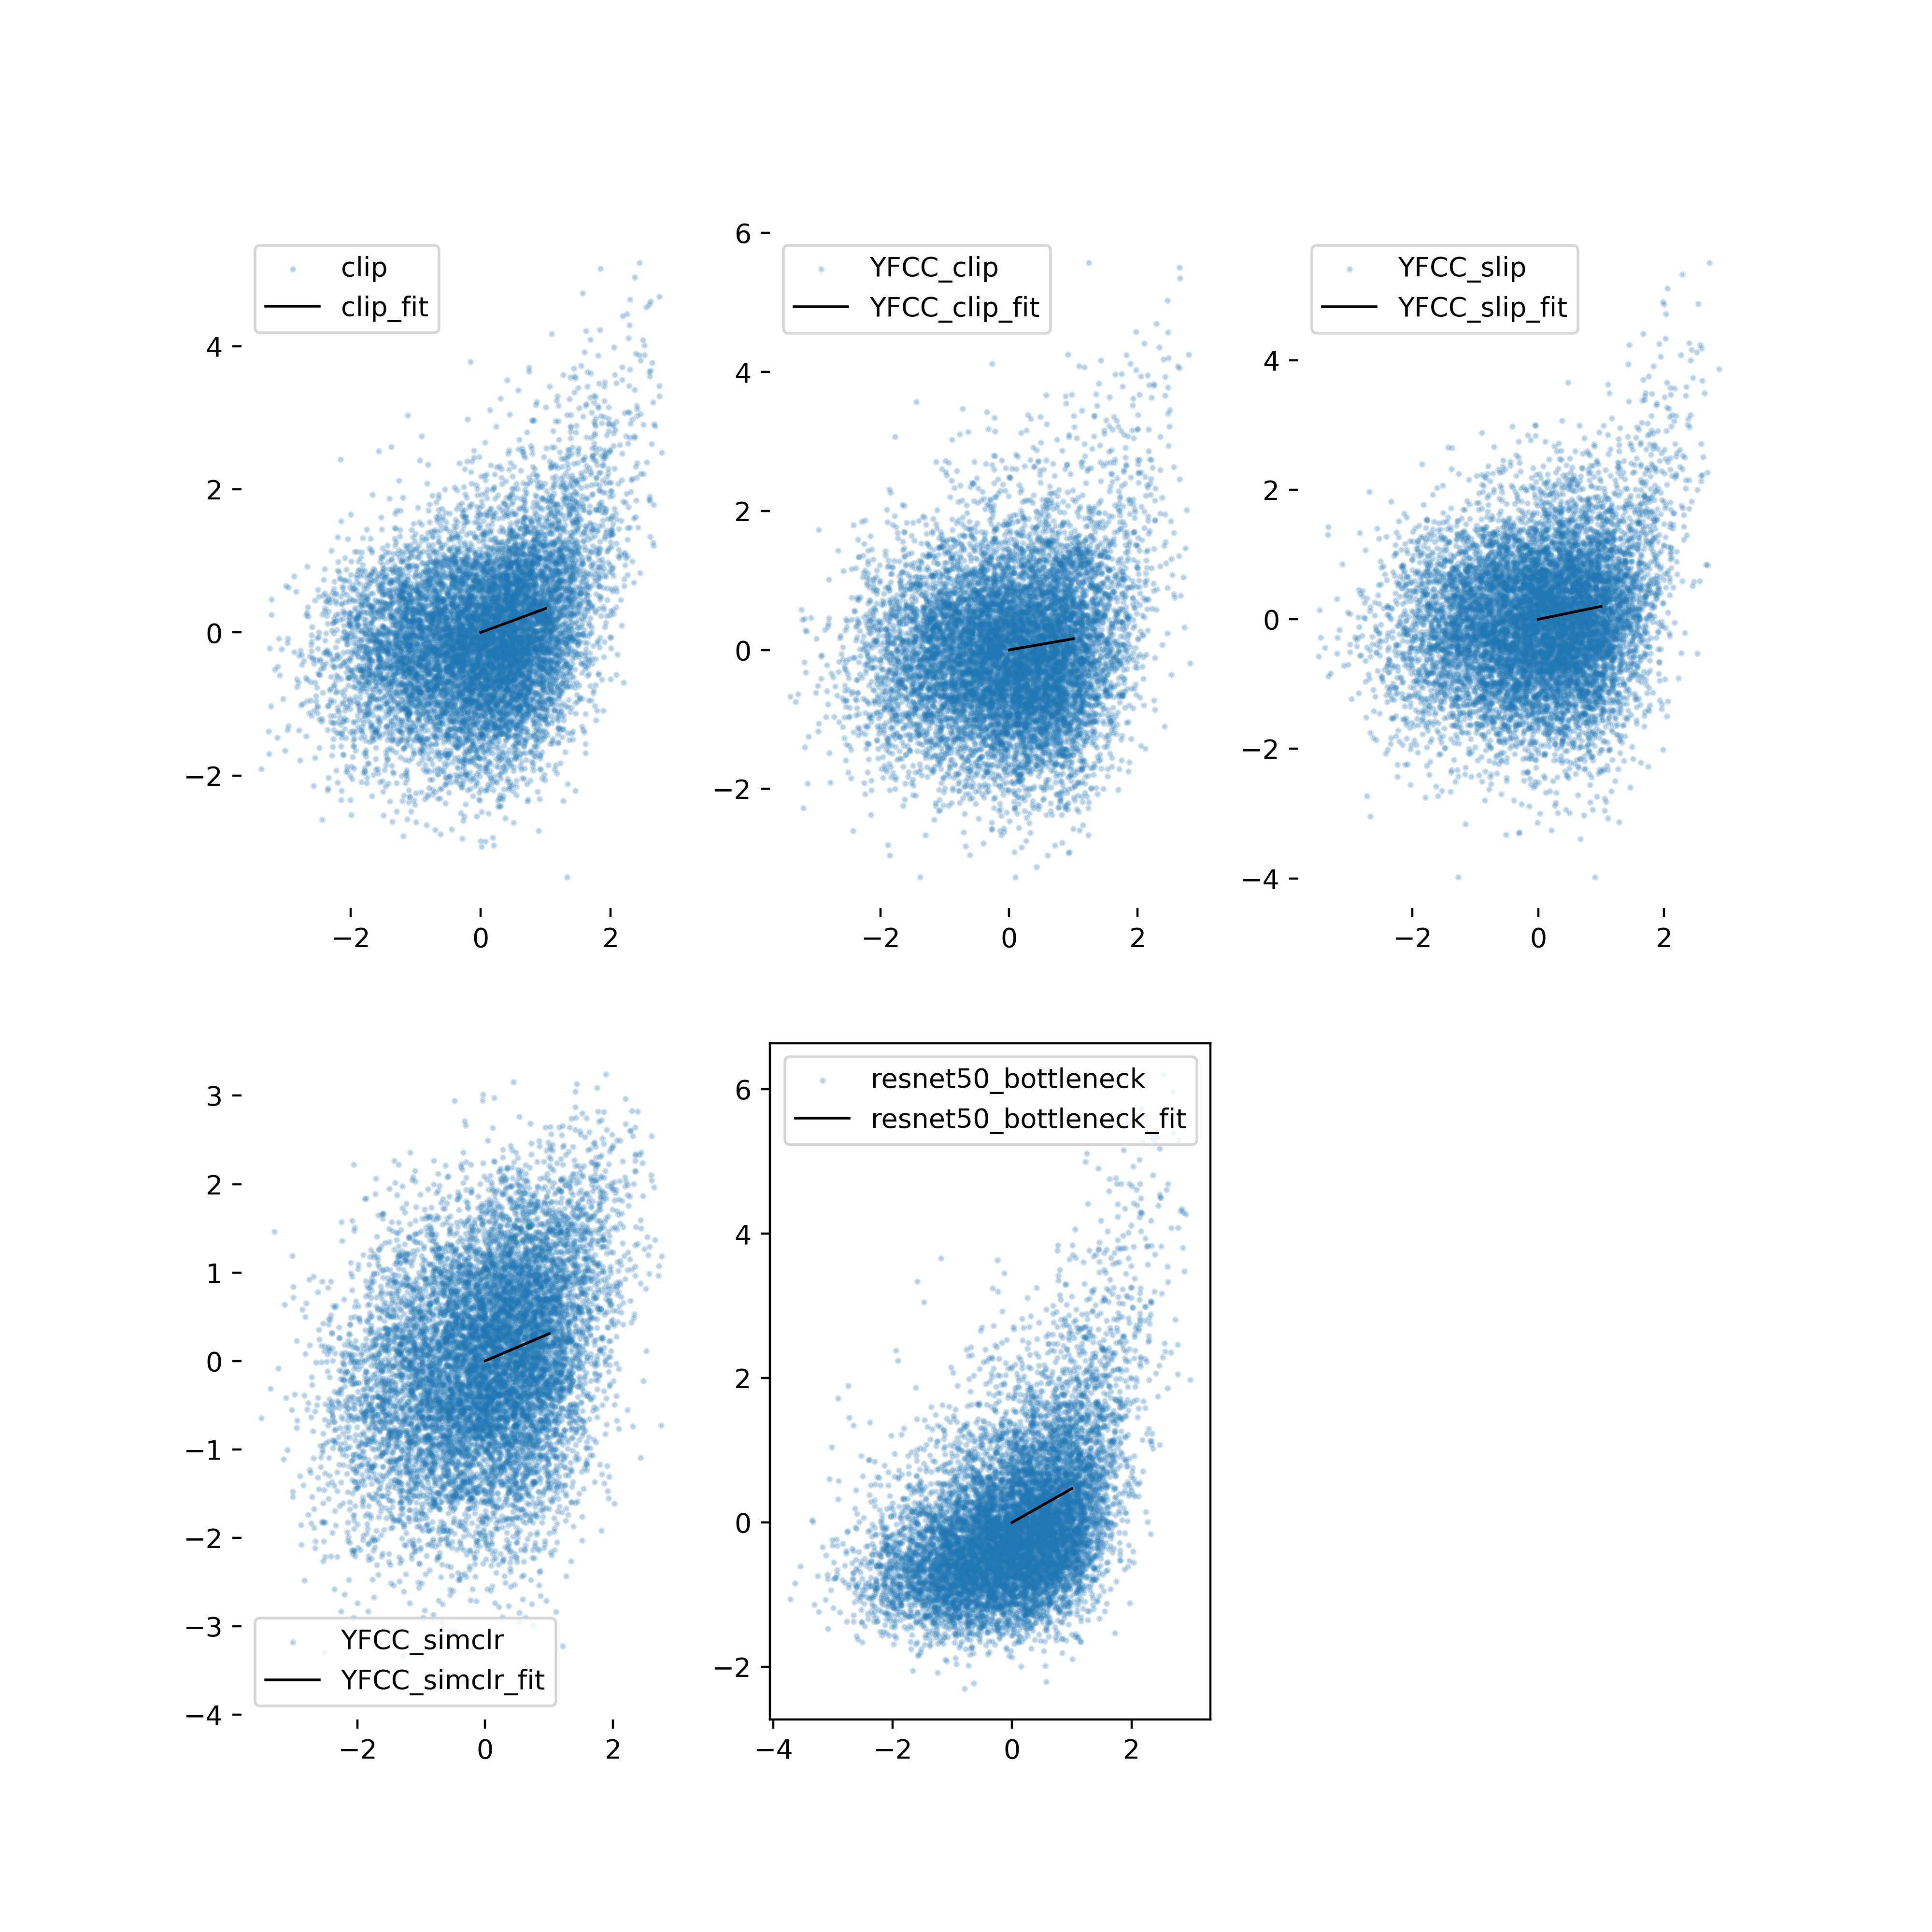 clip
clip_fit
4
2
0
−2
−2 0 2
6
YFCC_clip
YFCC_clip_fit
4
2
0
−2
−2 0 2
YFCC_slip
YFCC_slip_fit
4
2
0
−2
−4
−2 0 2
3
2
1
0
−1
−2
−3
−4
YFCC_simclr
YFCC_simclr_fit
−2 0 2
resnet50_bottleneck
resnet50_bottleneck_fit
6
4
2
0
−2
−4 −2 0 2